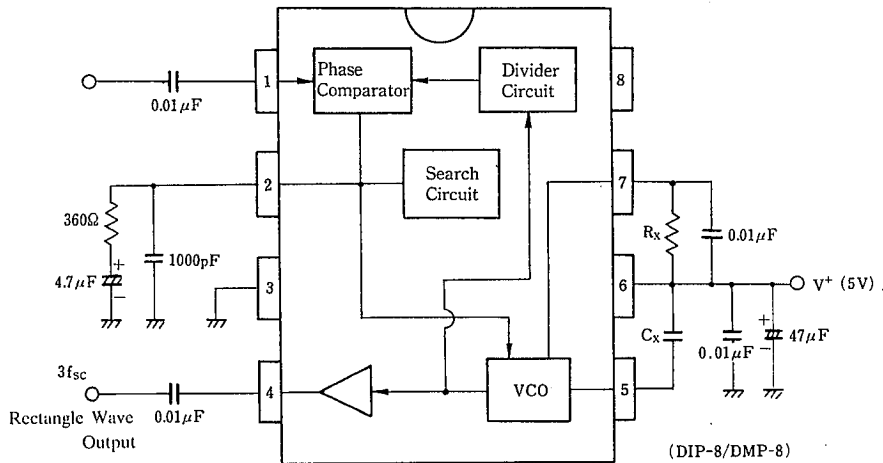 Phase
Comparator
Divider
Circuit
Search
Circuit
VCO
1
2
3
4
8
7
6
5
0.01μF
360Ω
4.7μF
+
−
1000pF
3fsc
Rectangle Wave
Output
0.01μF
Rx
0.01μF
V⁺ (5V)
Cx
0.01μF
+
−
47μF
(DIP-8/DMP-8)